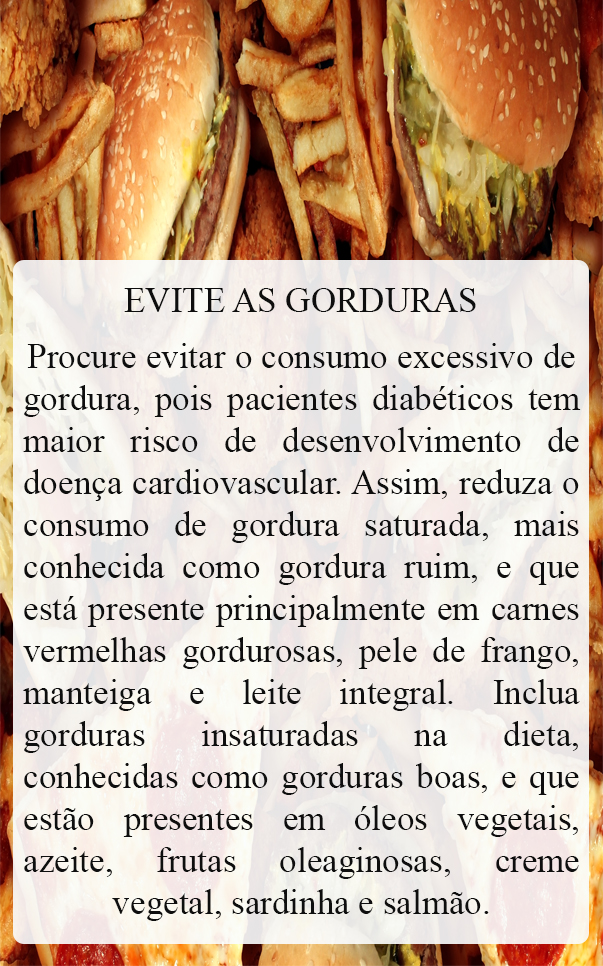 EVITE AS GORDURAS
Procure evitar o consumo excessivo de
gordura, pois pacientes diabéticos tem
maior risco de desenvolvimento de
doença cardiovascular. Assim, reduza o
consumo de gordura saturada, mais
conhecida como gordura ruim, e que
está presente principalmente em carnes
vermelhas gordurosas, pele de frango,
manteiga e leite integral. Inclua
gorduras insaturadas na dieta,
conhecidas como gorduras boas, e que
estão presentes em óleos vegetais,
azeite, frutas oleaginosas, creme
vegetal, sardinha e salmão.